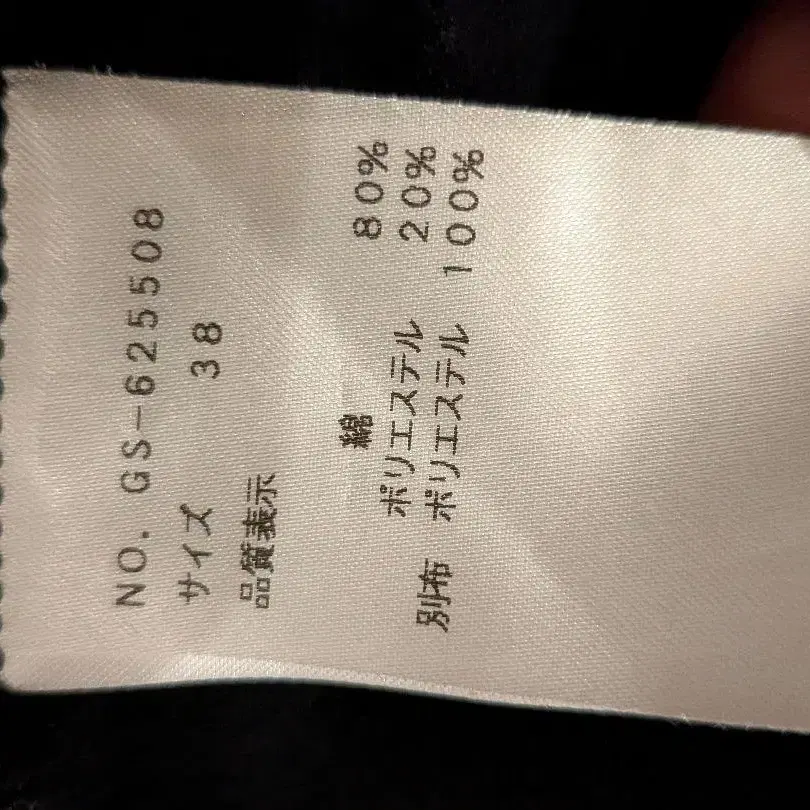 NO. GS-625508
サイズ 38
品質表示
綿 80%
ポリエステル 20%
別布 ポリエステル 100%